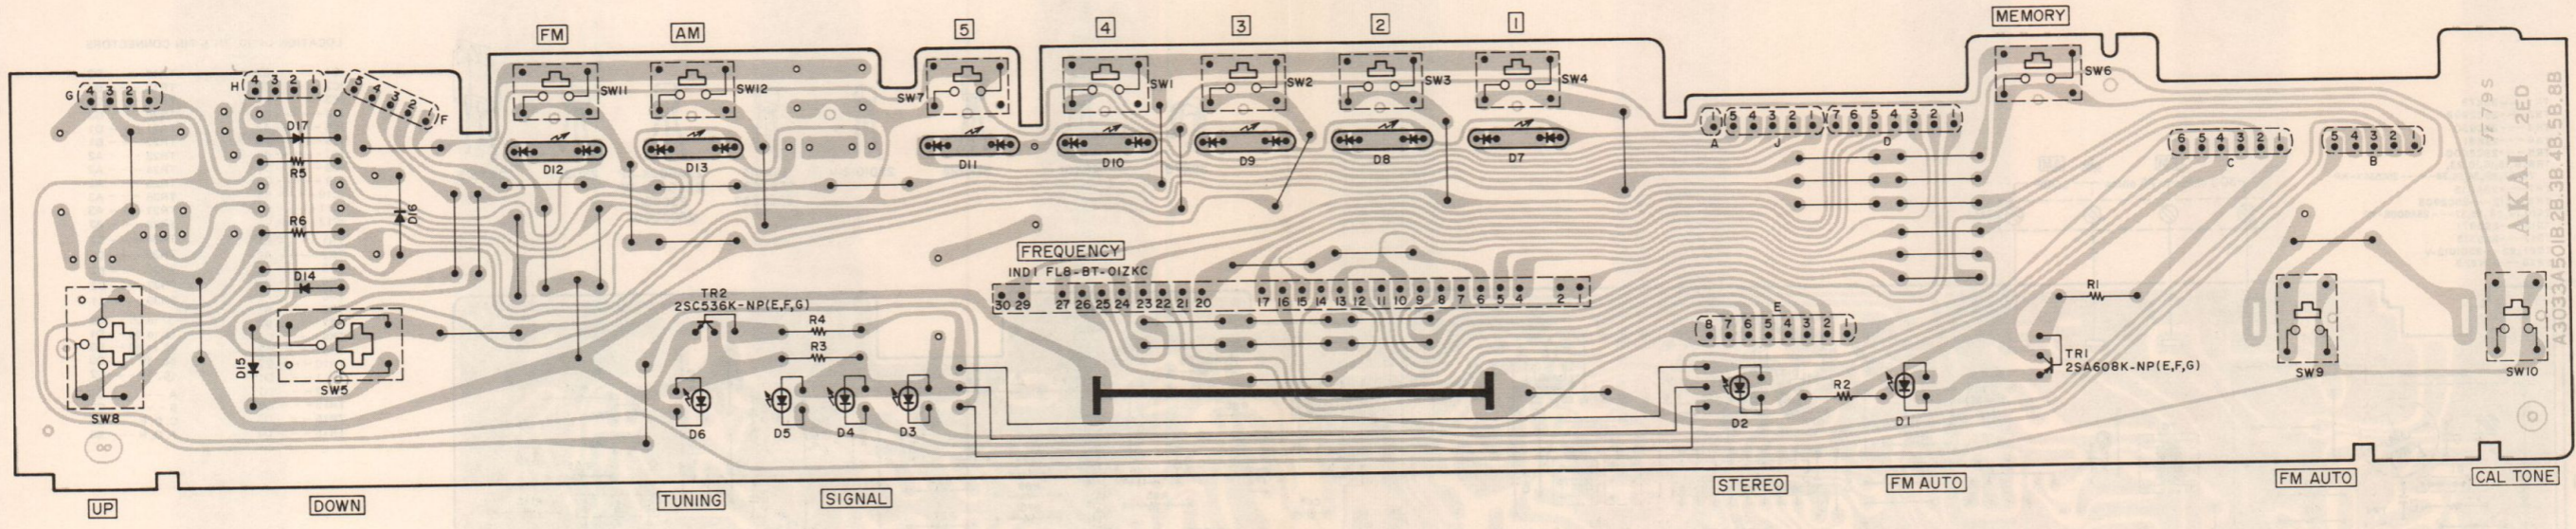 FM AM 5 4 3 2 1 MEMORY
G 4 3 2 1
H 4 3 2 1
5 4 3 2 1 F
SW11 SW12 SW7 SW1 SW2 SW3 SW4 SW6
D17
R5
D12 D13 D11 D10 D9 D8 D7
1 A
5 4 3 2 1 J
7 6 5 4 3 2 1 D
6 5 4 3 2 1 C
5 4 3 2 1 B
D16
R6
D14
FREQUENCY
INDI FL8-BT-01ZKC
30 29 27 26 25 24 23 22 21 20 17 16 15 14 13 12 11 10 9 8 7 6 5 4 2 1
TR2
2SC536K-NP(E,F,G)
R4
R3
R1
E
8 7 6 5 4 3 2 1
D15
SW5
SW8
TR1
2SA608K-NP(E,F,G)
R2
SW9 SW10
D6 D5 D4 D3 D2 D1
UP DOWN TUNING SIGNAL STEREO FM AUTO FM AUTO CAL TONE
AKAI 2ED
A3033A501B.2B.3B.4B.5B.8B